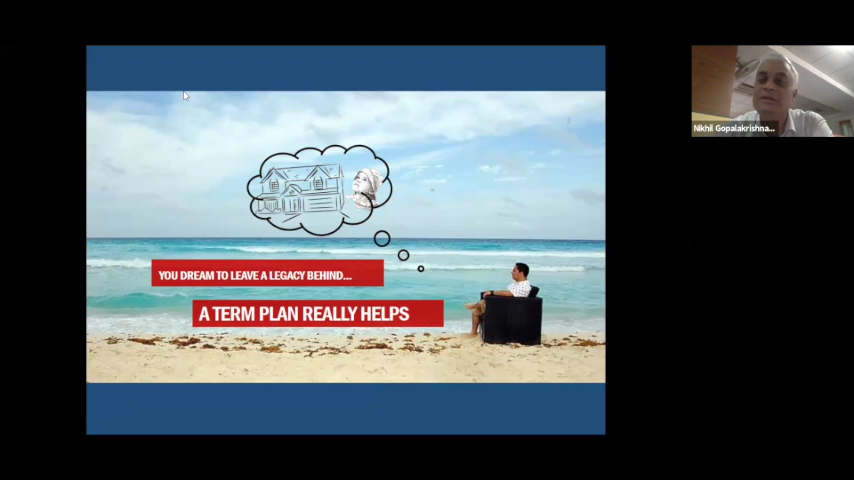 YOU DREAM TO LEAVE A LEGACY BEHIND...
A TERM PLAN REALLY HELPS
Nikhil Gopalakrishna...